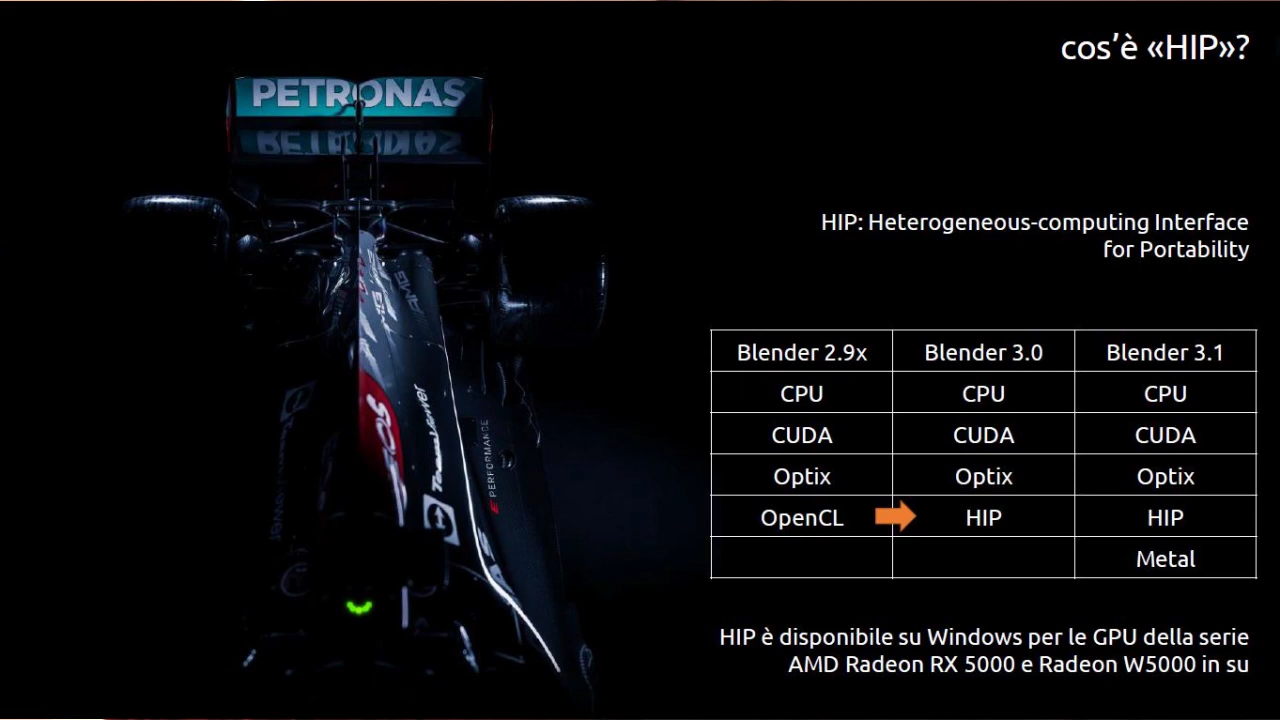 cos'è «HIP»?
PETRONAS
HIP: Heterogeneous-computing Interface
for Portability
Blender 2.9x Blender 3.0 Blender 3.1
CPU CPU CPU
CUDA CUDA CUDA
Optix Optix Optix
OpenCL HIP HIP
Metal
HIP è disponibile su Windows per le GPU della serie
AMD Radeon RX 5000 e Radeon W5000 in su
TeamViewer
E PERFORMANCE